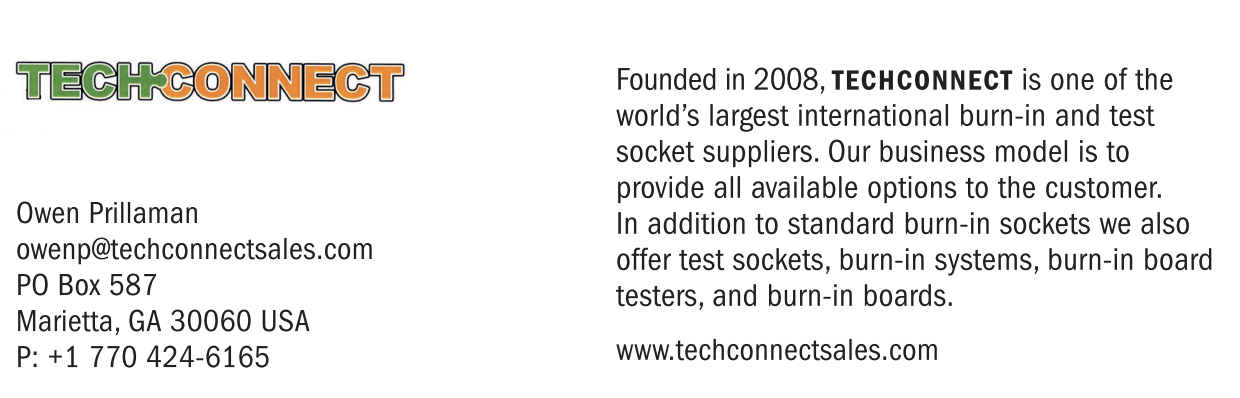 TECHCONNECT
Owen Prillaman
owenp@techconnectsales.com
PO Box 587
Marietta, GA 30060 USA
P: +1 770 424-6165
Founded in 2008, TECHCONNECT is one of the
world's largest international burn-in and test
socket suppliers. Our business model is to
provide all available options to the customer.
In addition to standard burn-in sockets we also
offer test sockets, burn-in systems, burn-in board
testers, and burn-in boards.
www.techconnectsales.com